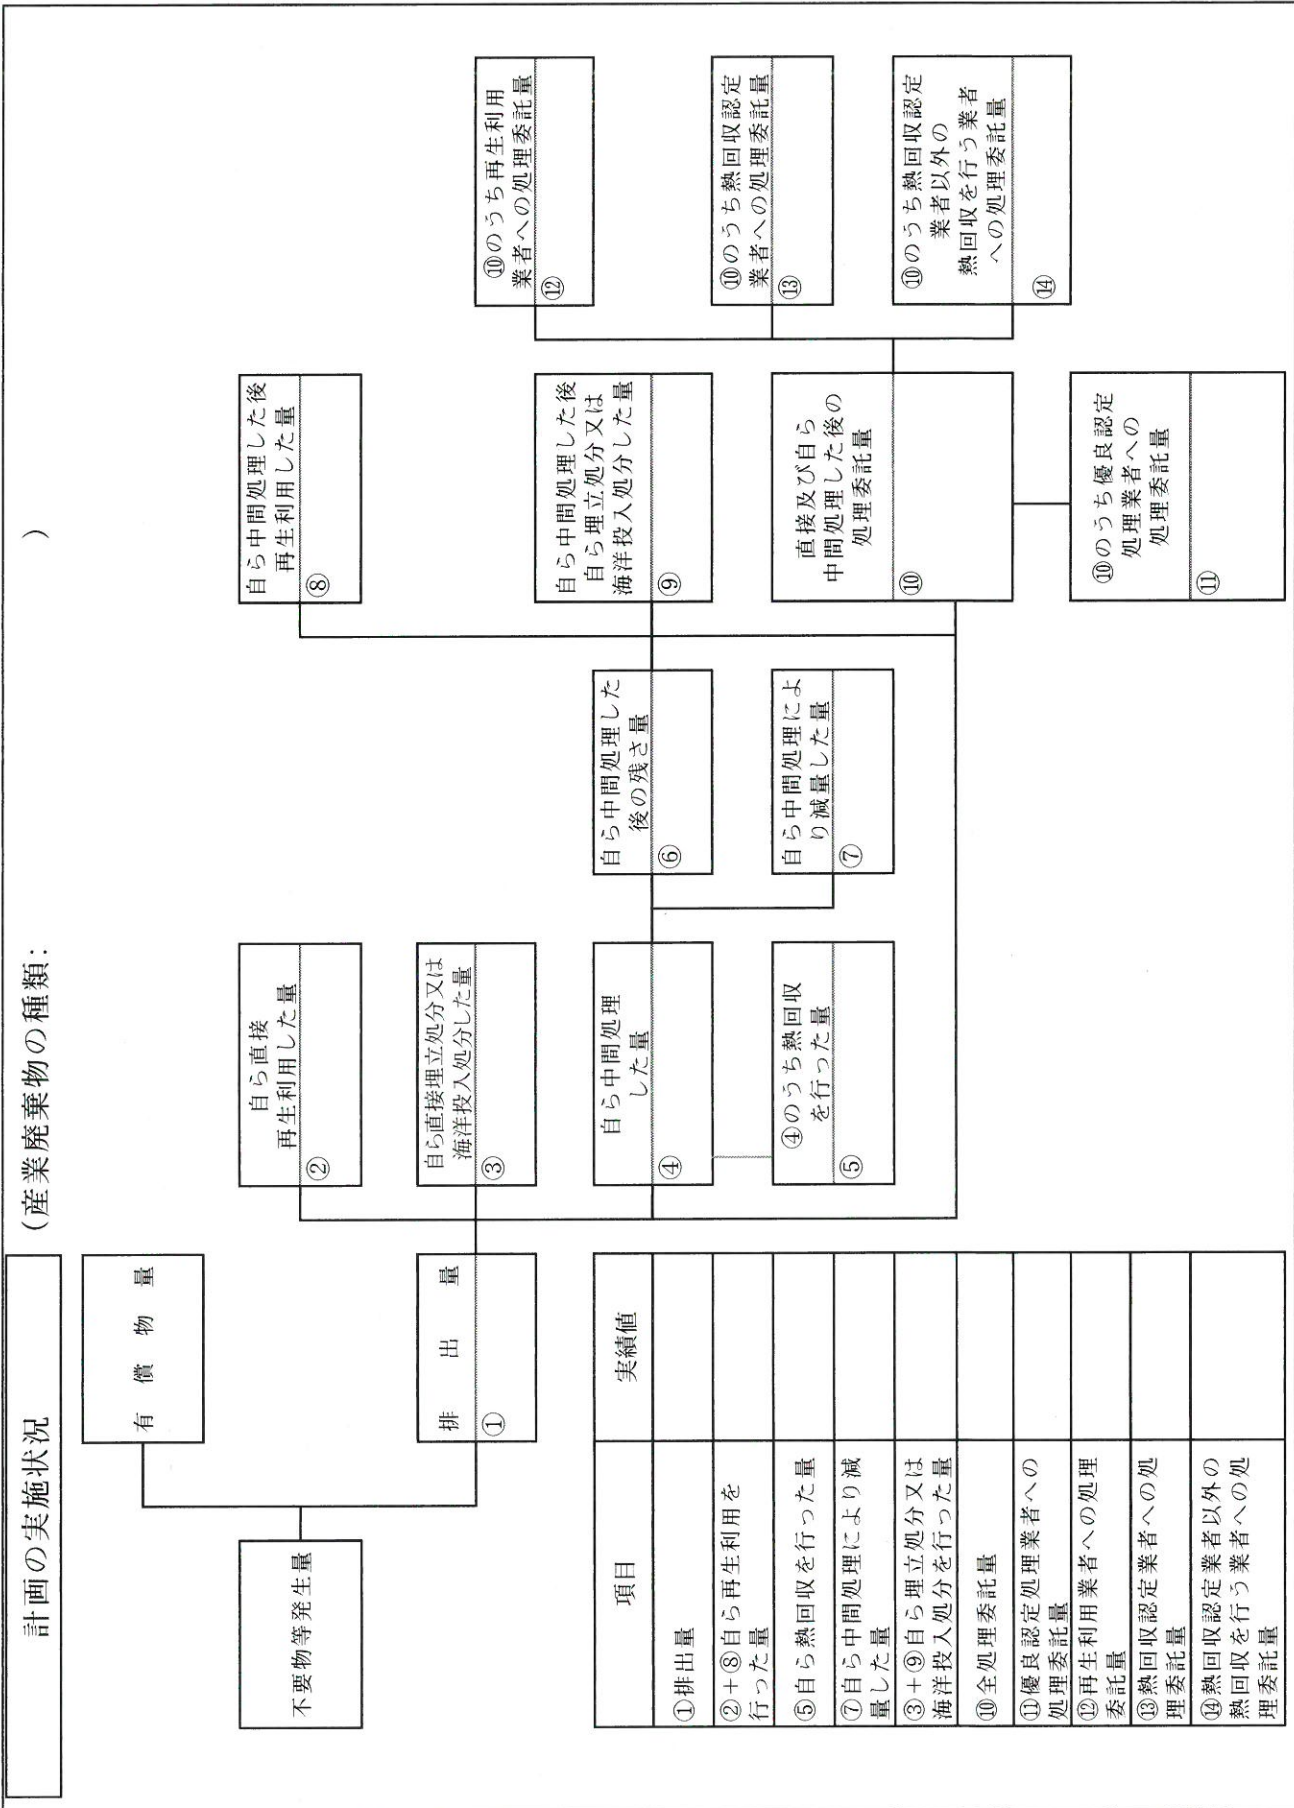 計画の実施状況
(産業廃棄物の種類: )
不要物等発生量
有償物量
排出量
①
自ら直接
再生利用した量
②
自ら直接埋立処分又は
海洋投入処分した量
③
自ら中間処理
した量
④
④のうち熱回収
を行った量
⑤
自ら中間処理した
後の残さ量
⑥
自ら中間処理によ
り減量した量
⑦
自ら中間処理した後
再生利用した量
⑧
自ら中間処理した後
自ら埋立処分又は
海洋投入処分した量
⑨
直接及び自ら
中間処理した後の
処理委託量
⑩
⑩のうち優良認定
処理業者への
処理委託量
⑪
⑩のうち再生利用
業者への処理委託量
⑫
⑩のうち熱回収認定
業者への処理委託量
⑬
⑩のうち熱回収認定
業者以外の
熱回収を行う業者
への処理委託量
⑭
項目
実績値
①排出量
②+⑧自ら再生利用を
行った量
⑤自ら熱回収を行った量
⑦自ら中間処理により減
量した量
③+⑨自ら埋立処分又は
海洋投入処分を行った量
⑩全処理委託量
⑪優良認定処理業者への
処理委託量
⑫再生利用業者への処理
委託量
⑬熱回収認定業者への処
理委託量
⑭熱回収認定業者以外の
熱回収を行う業者への処
理委託量